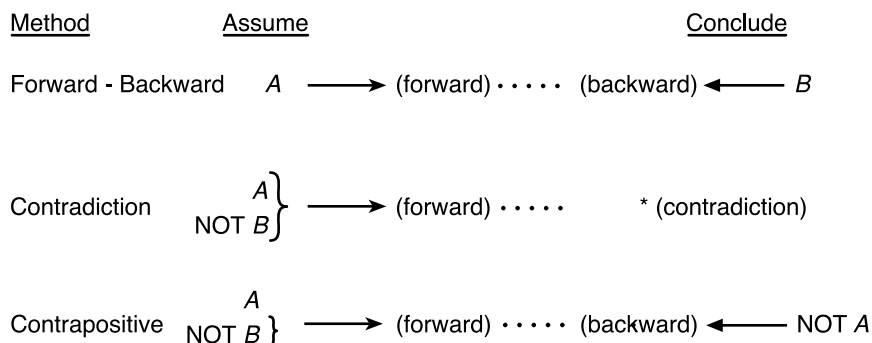 Method Assume Conclude
Forward - Backward A (forward) · · · · · (backward) B
A
Contradiction (forward) · · · · · * (contradiction)
NOT B
A
Contrapositive NOT B (forward) · · · · · (backward) NOT A